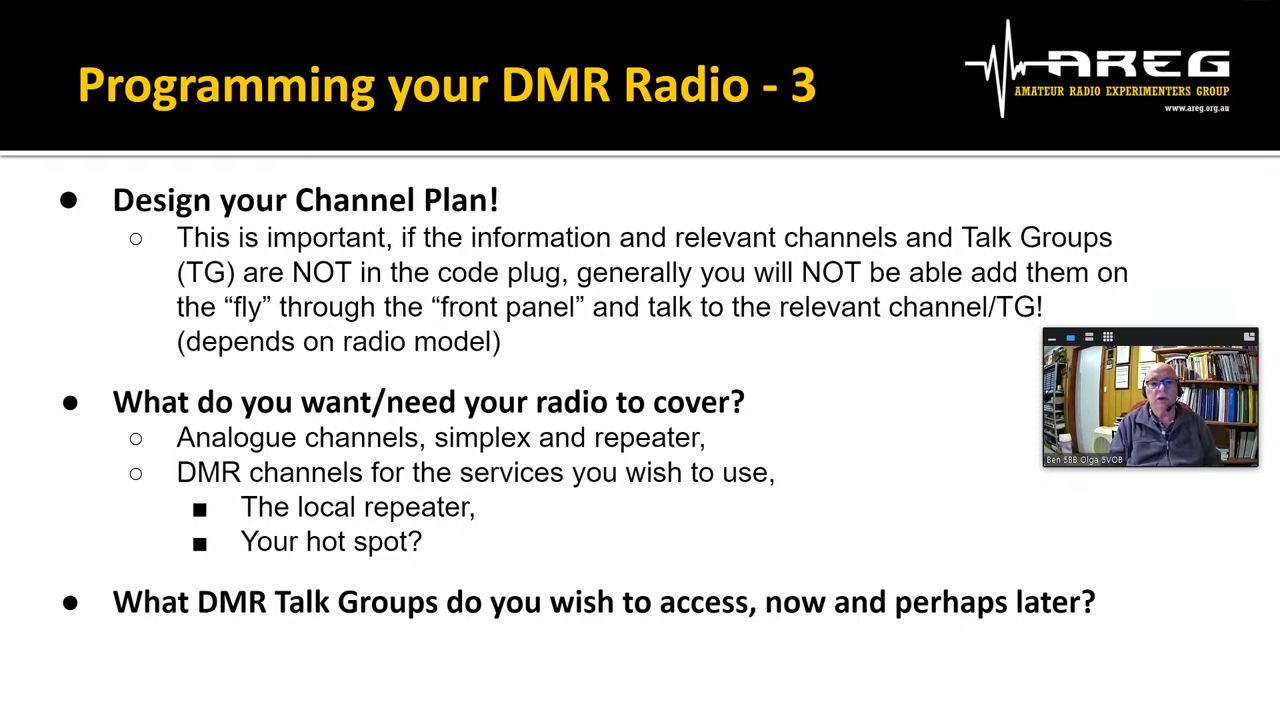 Programming your DMR Radio - 3
AREG
AMATEUR RADIO EXPERIMENTERS GROUP
www.areg.org.au
● Design your Channel Plan!
○ This is important, if the information and relevant channels and Talk Groups
(TG) are NOT in the code plug, generally you will NOT be able add them on
the “fly” through the “front panel” and talk to the relevant channel/TG!
(depends on radio model)
● What do you want/need your radio to cover?
○ Analogue channels, simplex and repeater,
○ DMR channels for the services you wish to use,
■ The local repeater,
■ Your hot spot?
Ben 5BB Olga 5VOB
● What DMR Talk Groups do you wish to access, now and perhaps later?